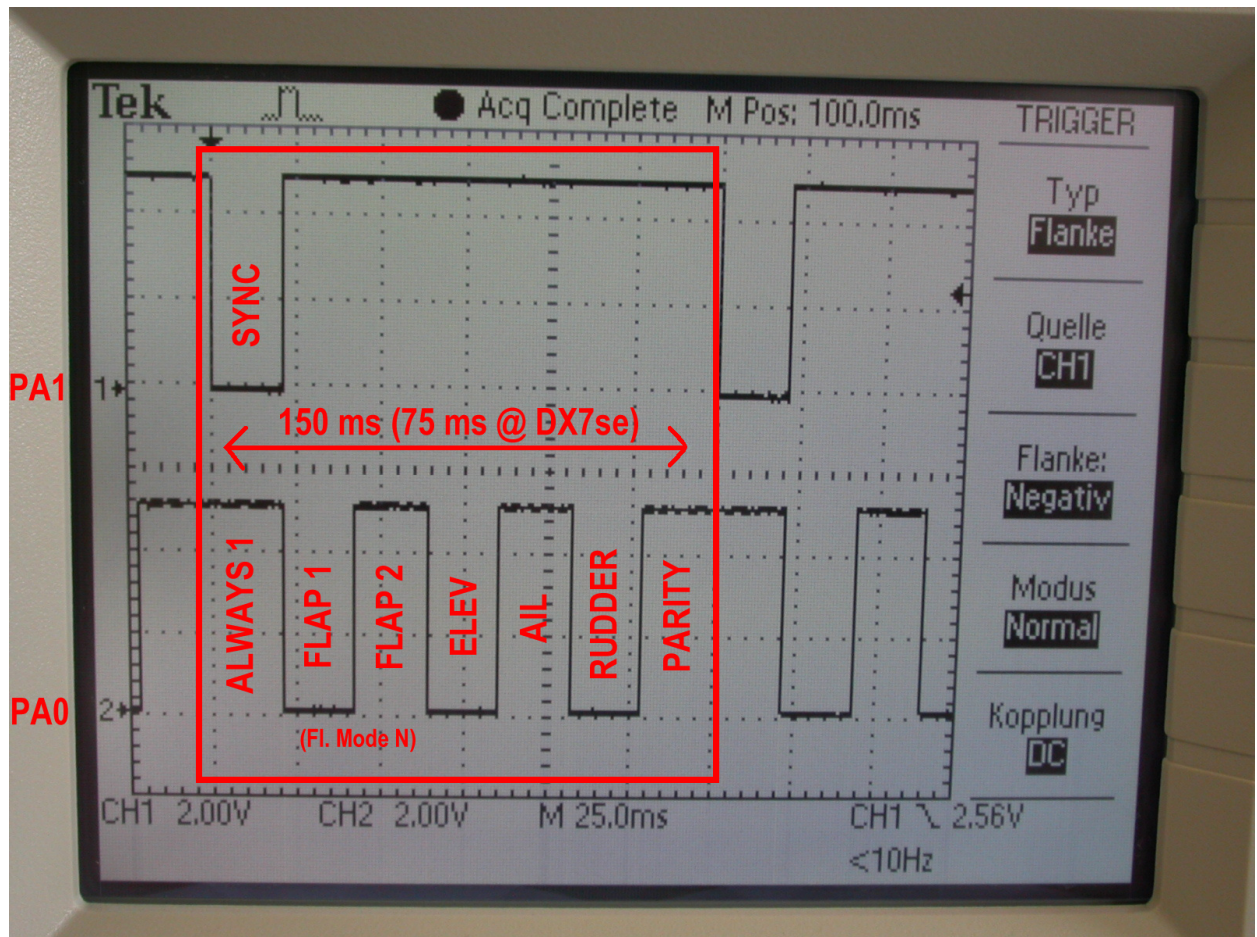 Tek Acq Complete M Pos: 100.0ms TRIGGER
Typ
Flanke
Quelle
CH1
Flanke:
Negativ
Modus
Normal
Kopplung
DC
SYNC
PA1 1
150 ms (75 ms @ DX7se)
ALWAYS 1
FLAP 1
FLAP 2
ELEV
AIL
RUDDER
PARITY
PA0 2
(Fl. Mode N)
CH1 2.00V CH2 2.00V M 25.0ms CH1 2.56V
<10Hz